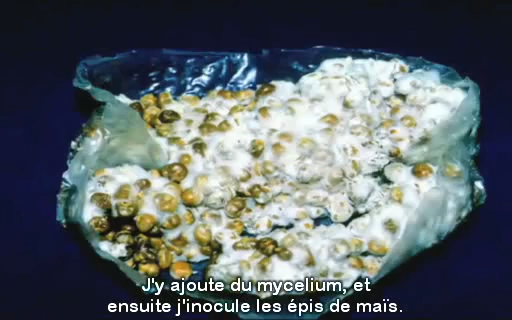 J'y ajoute du mycelium, et
ensuite j'inocule les épis de maïs.